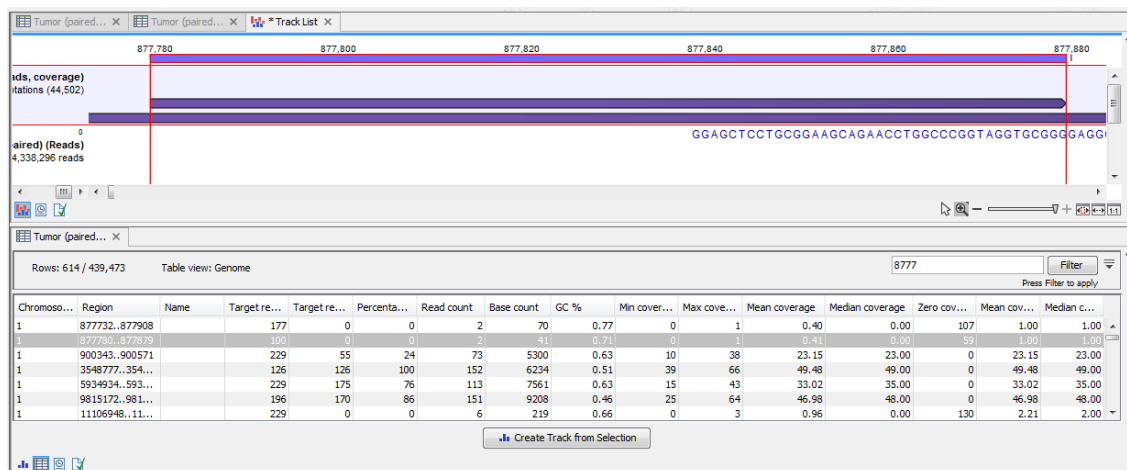 Tumor (paired... Tumor (paired... * Track List
877,780 877,800 877,820 877,840 877,860 877,880
ids, coverage)
tations (44,502)
0
GGAGCTCCTGCGGAAGCAGAACCTGGCCCGGTAGGTGCGGGGAGG
aired) (Reads)
4,338,296 reads
1:1
Tumor (paired...
Rows: 614 / 439,473 Table view: Genome 8777 Filter
Press Filter to apply
Chromoso... Region Name Target re... Target re... Percenta... Read count Base count GC % Min cover... Max cove... Mean coverage Median coverage Zero cov... Mean cov... Median c...
1 877732..877908 177 0 0 2 70 0.77 0 1 0.40 0.00 107 1.00 1.00
1 877780..877879 100 0 0 2 41 0.71 0 1 0.41 0.00 59 1.00 1.00
1 900343..900571 229 55 24 73 5300 0.63 10 38 23.15 23.00 0 23.15 23.00
1 3548777..354... 126 126 100 152 6234 0.51 39 66 49.48 49.00 0 49.48 49.00
1 5934934..593... 229 175 76 113 7561 0.63 15 43 33.02 35.00 0 33.02 35.00
1 9815172..981... 196 170 86 151 9208 0.46 25 64 46.98 48.00 0 46.98 48.00
1 11106948..11... 229 0 0 6 219 0.66 0 3 0.96 0.00 130 2.21 2.00
Create Track from Selection